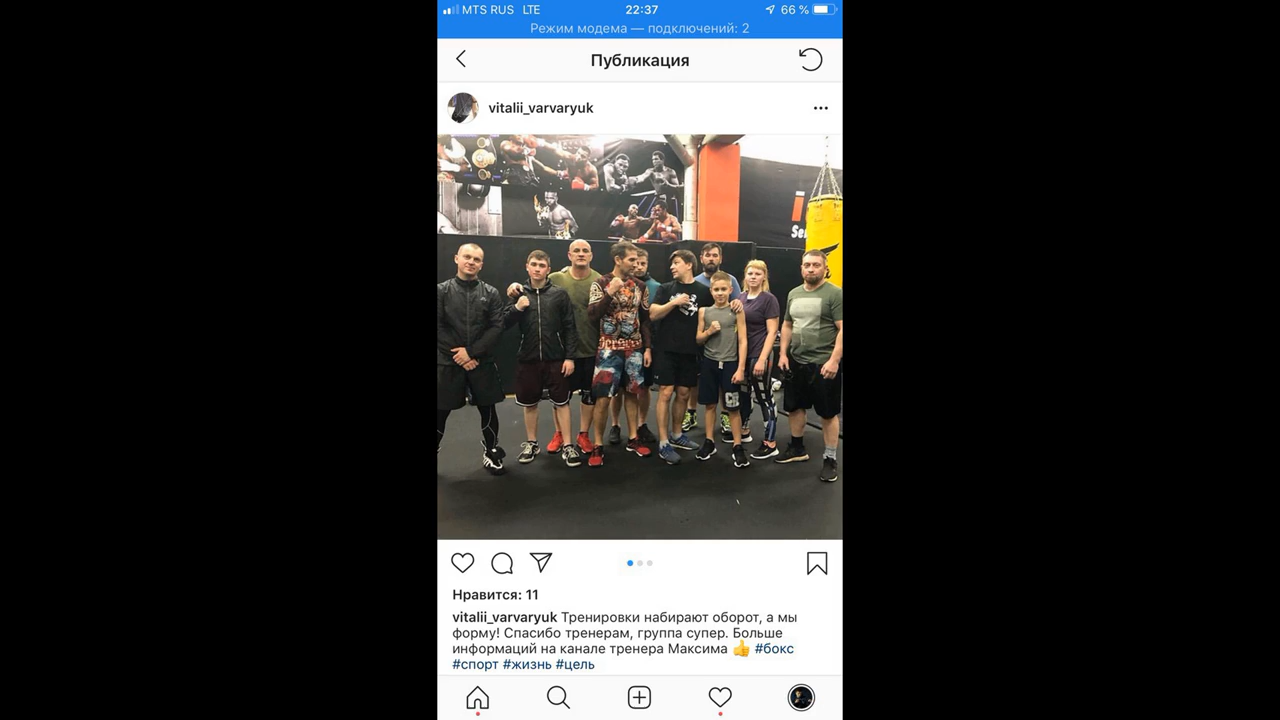 MTS RUS LTE 22:37 66 %
Режим модема — подключений: 2
Публикация
vitalii_varvaryuk
Нравится: 11
vitalii_varvaryuk Тренировки набирают оборот, а мы
форму! Спасибо тренерам, группа супер. Больше
информаций на канале тренера Максима 👍 #бокс
#спорт #жизнь #цель